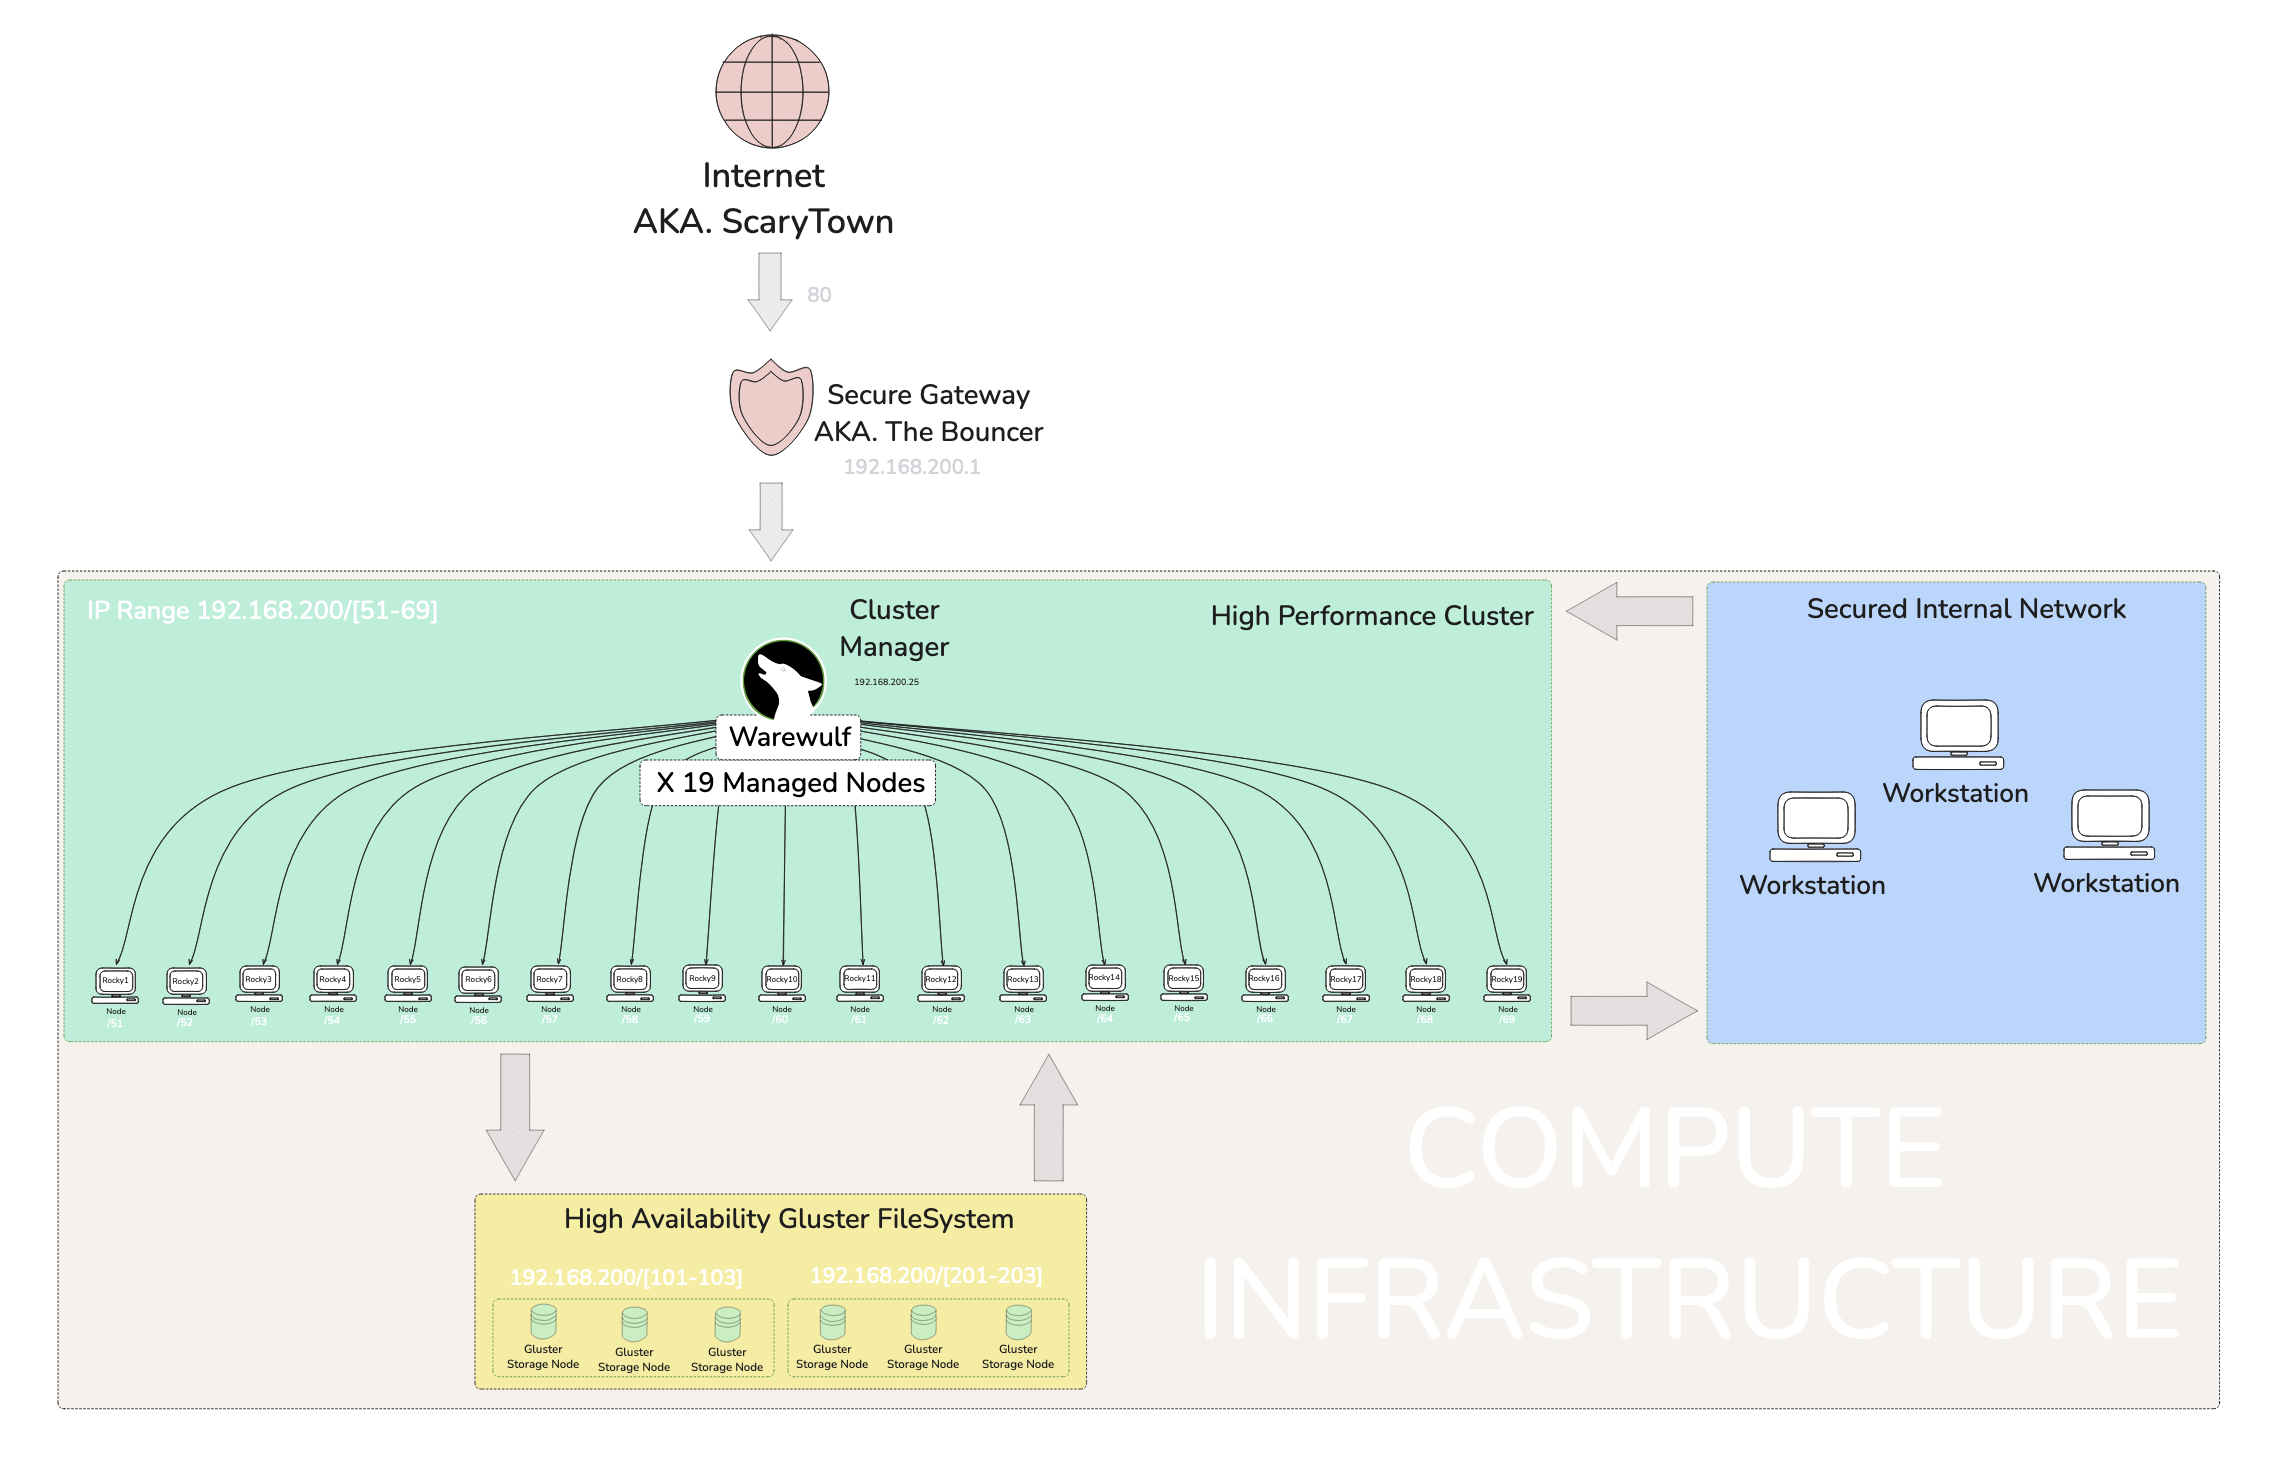 Internet
AKA. ScaryTown
80
Secure Gateway
AKA. The Bouncer
192.168.200.1
IP Range 192.168.200/[51-69]
Cluster
Manager
192.168.200.25
High Performance Cluster
Warewulf
X 19 Managed Nodes
Rocky1
Rocky2
Rocky3
Rocky4
Rocky5
Rocky6
Rocky7
Rocky8
Rocky9
Rocky10
Rocky11
Rocky12
Rocky13
Rocky14
Rocky15
Rocky16
Rocky17
Rocky18
Rocky19
Node
/51
Node
/52
Node
/53
Node
/54
Node
/55
Node
/56
Node
/57
Node
/58
Node
/59
Node
/60
Node
/61
Node
/62
Node
/63
Node
/64
Node
/65
Node
/66
Node
/67
Node
/68
Node
/69
Secured Internal Network
Workstation
Workstation
Workstation
High Availability Gluster FileSystem
192.168.200/[101-103]
Gluster
Storage Node
Gluster
Storage Node
Gluster
Storage Node
192.168.200/[201-203]
Gluster
Storage Node
Gluster
Storage Node
Gluster
Storage Node
COMPUTE
INFRASTRUCTURE